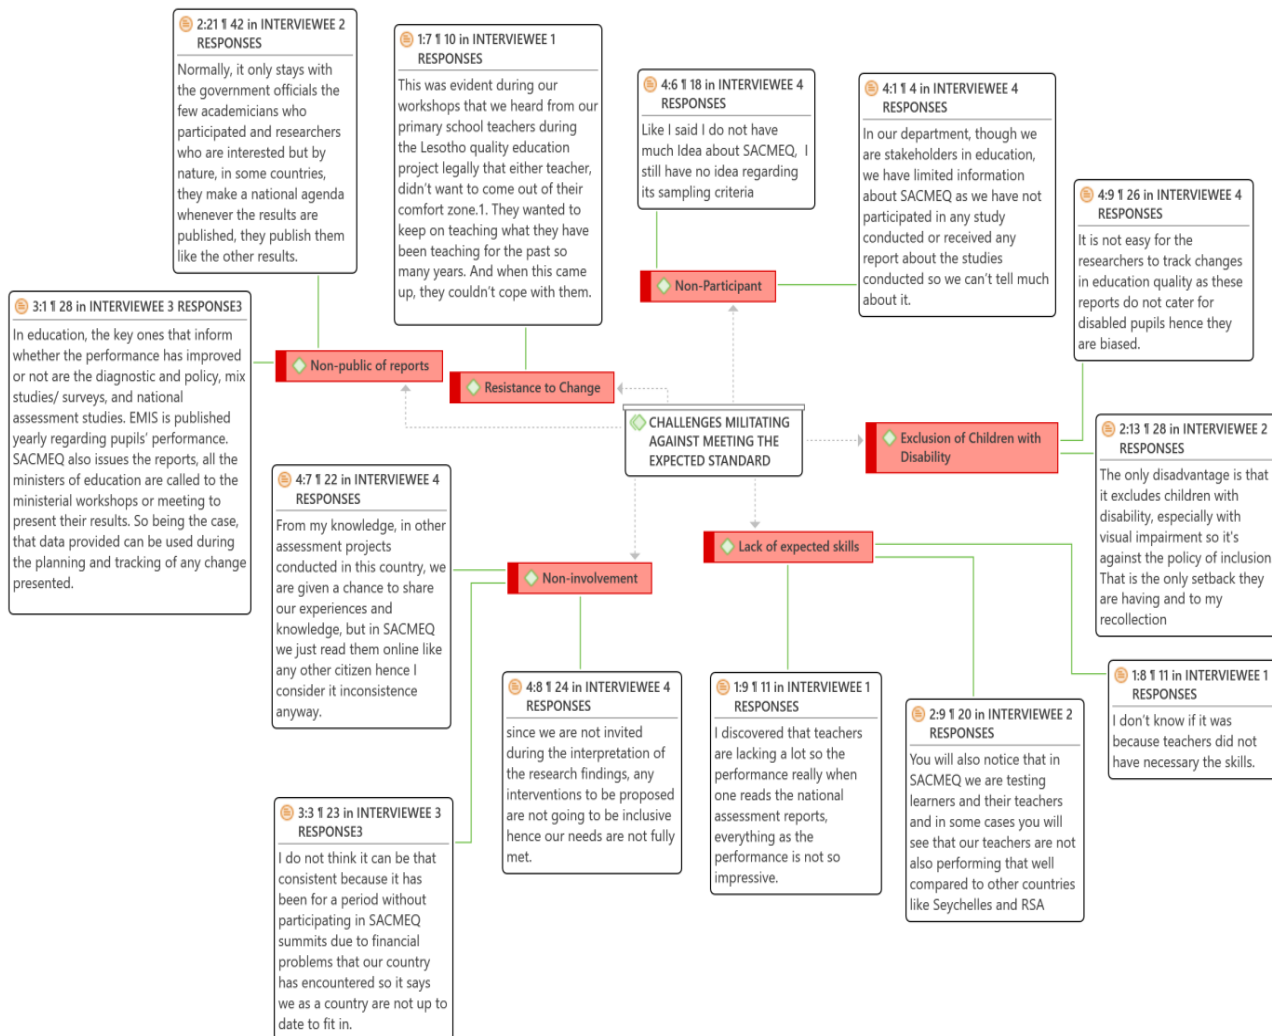 2:21 ¶ 42 in INTERVIEWEE 2
RESPONSES
Normally, it only stays with
the government officials the
few academicians who
participated and researchers
who are interested but by
nature, in some countries,
they make a national agenda
whenever the results are
published, they publish them
like the other results.
1:7 ¶ 10 in INTERVIEWEE 1
RESPONSES
This was evident during our
workshops that we heard from our
primary school teachers during
the Lesotho quality education
project legally that either teacher,
didn't want to come out of their
comfort zone.1. They wanted to
keep on teaching what they have
been teaching for the past so
many years. And when this came
up, they couldn't cope with them.
4:6 ¶ 18 in INTERVIEWEE 4
RESPONSES
Like I said I do not have
much Idea about SACMEQ, I
still have no idea regarding
its sampling criteria
4:1 ¶ 4 in INTERVIEWEE 4
RESPONSES
In our department, though we
are stakeholders in education,
we have limited information
about SACMEQ as we have not
participated in any study
conducted or received any
report about the studies
conducted so we can't tell much
about it.
4:9 ¶ 26 in INTERVIEWEE 4
RESPONSES
It is not easy for the
researchers to track changes
in education quality as these
reports do not cater for
disabled pupils hence they
are biased.
3:1 ¶ 28 in INTERVIEWEE 3 RESPONSE3
In education, the key ones that inform
whether the performance has improved
or not are the diagnostic and policy, mix
studies/ surveys, and national
assessment studies. EMIS is published
yearly regarding pupils' performance.
SACMEQ also issues the reports, all the
ministers of education are called to the
ministerial workshops or meeting to
present their results. So being the case,
that data provided can be used during
the planning and tracking of any change
presented.
Non-public of reports
Resistance to Change
Non-Participant
CHALLENGES MILITATING
AGAINST MEETING THE
EXPECTED STANDARD
Exclusion of Children with
Disability
2:13 ¶ 28 in INTERVIEWEE 2
RESPONSES
The only disadvantage is that
it excludes children with
disability, especially with
visual impairment so it's
against the policy of inclusion
That is the only setback they
are having and to my
recollection
4:7 ¶ 22 in INTERVIEWEE 4
RESPONSES
From my knowledge, in other
assessment projects
conducted in this country, we
are given a chance to share
our experiences and
knowledge, but in SACMEQ
we just read them online like
any other citizen hence I
consider it inconsistence
anyway.
Non-involvement
Lack of expected skills
4:8 ¶ 24 in INTERVIEWEE 4
RESPONSES
since we are not invited
during the interpretation of
the research findings, any
interventions to be proposed
are not going to be inclusive
hence our needs are not fully
met.
1:9 ¶ 11 in INTERVIEWEE 1
RESPONSES
I discovered that teachers
are lacking a lot so the
performance really when
one reads the national
assessment reports,
everything as the
performance is not so
impressive.
2:9 ¶ 20 in INTERVIEWEE 2
RESPONSES
You will also notice that in
SACMEQ we are testing
learners and their teachers
and in some cases you will
see that our teachers are not
also performing that well
compared to other countries
like Seychelles and RSA
1:8 ¶ 11 in INTERVIEWEE 1
RESPONSES
I don't know if it was
because teachers did not
have necessary the skills.
3:3 ¶ 23 in INTERVIEWEE 3
RESPONSE3
I do not think it can be that
consistent because it has
been for a period without
participating in SACMEQ
summits due to financial
problems that our country
has encountered so it says
we as a country are not up to
date to fit in.